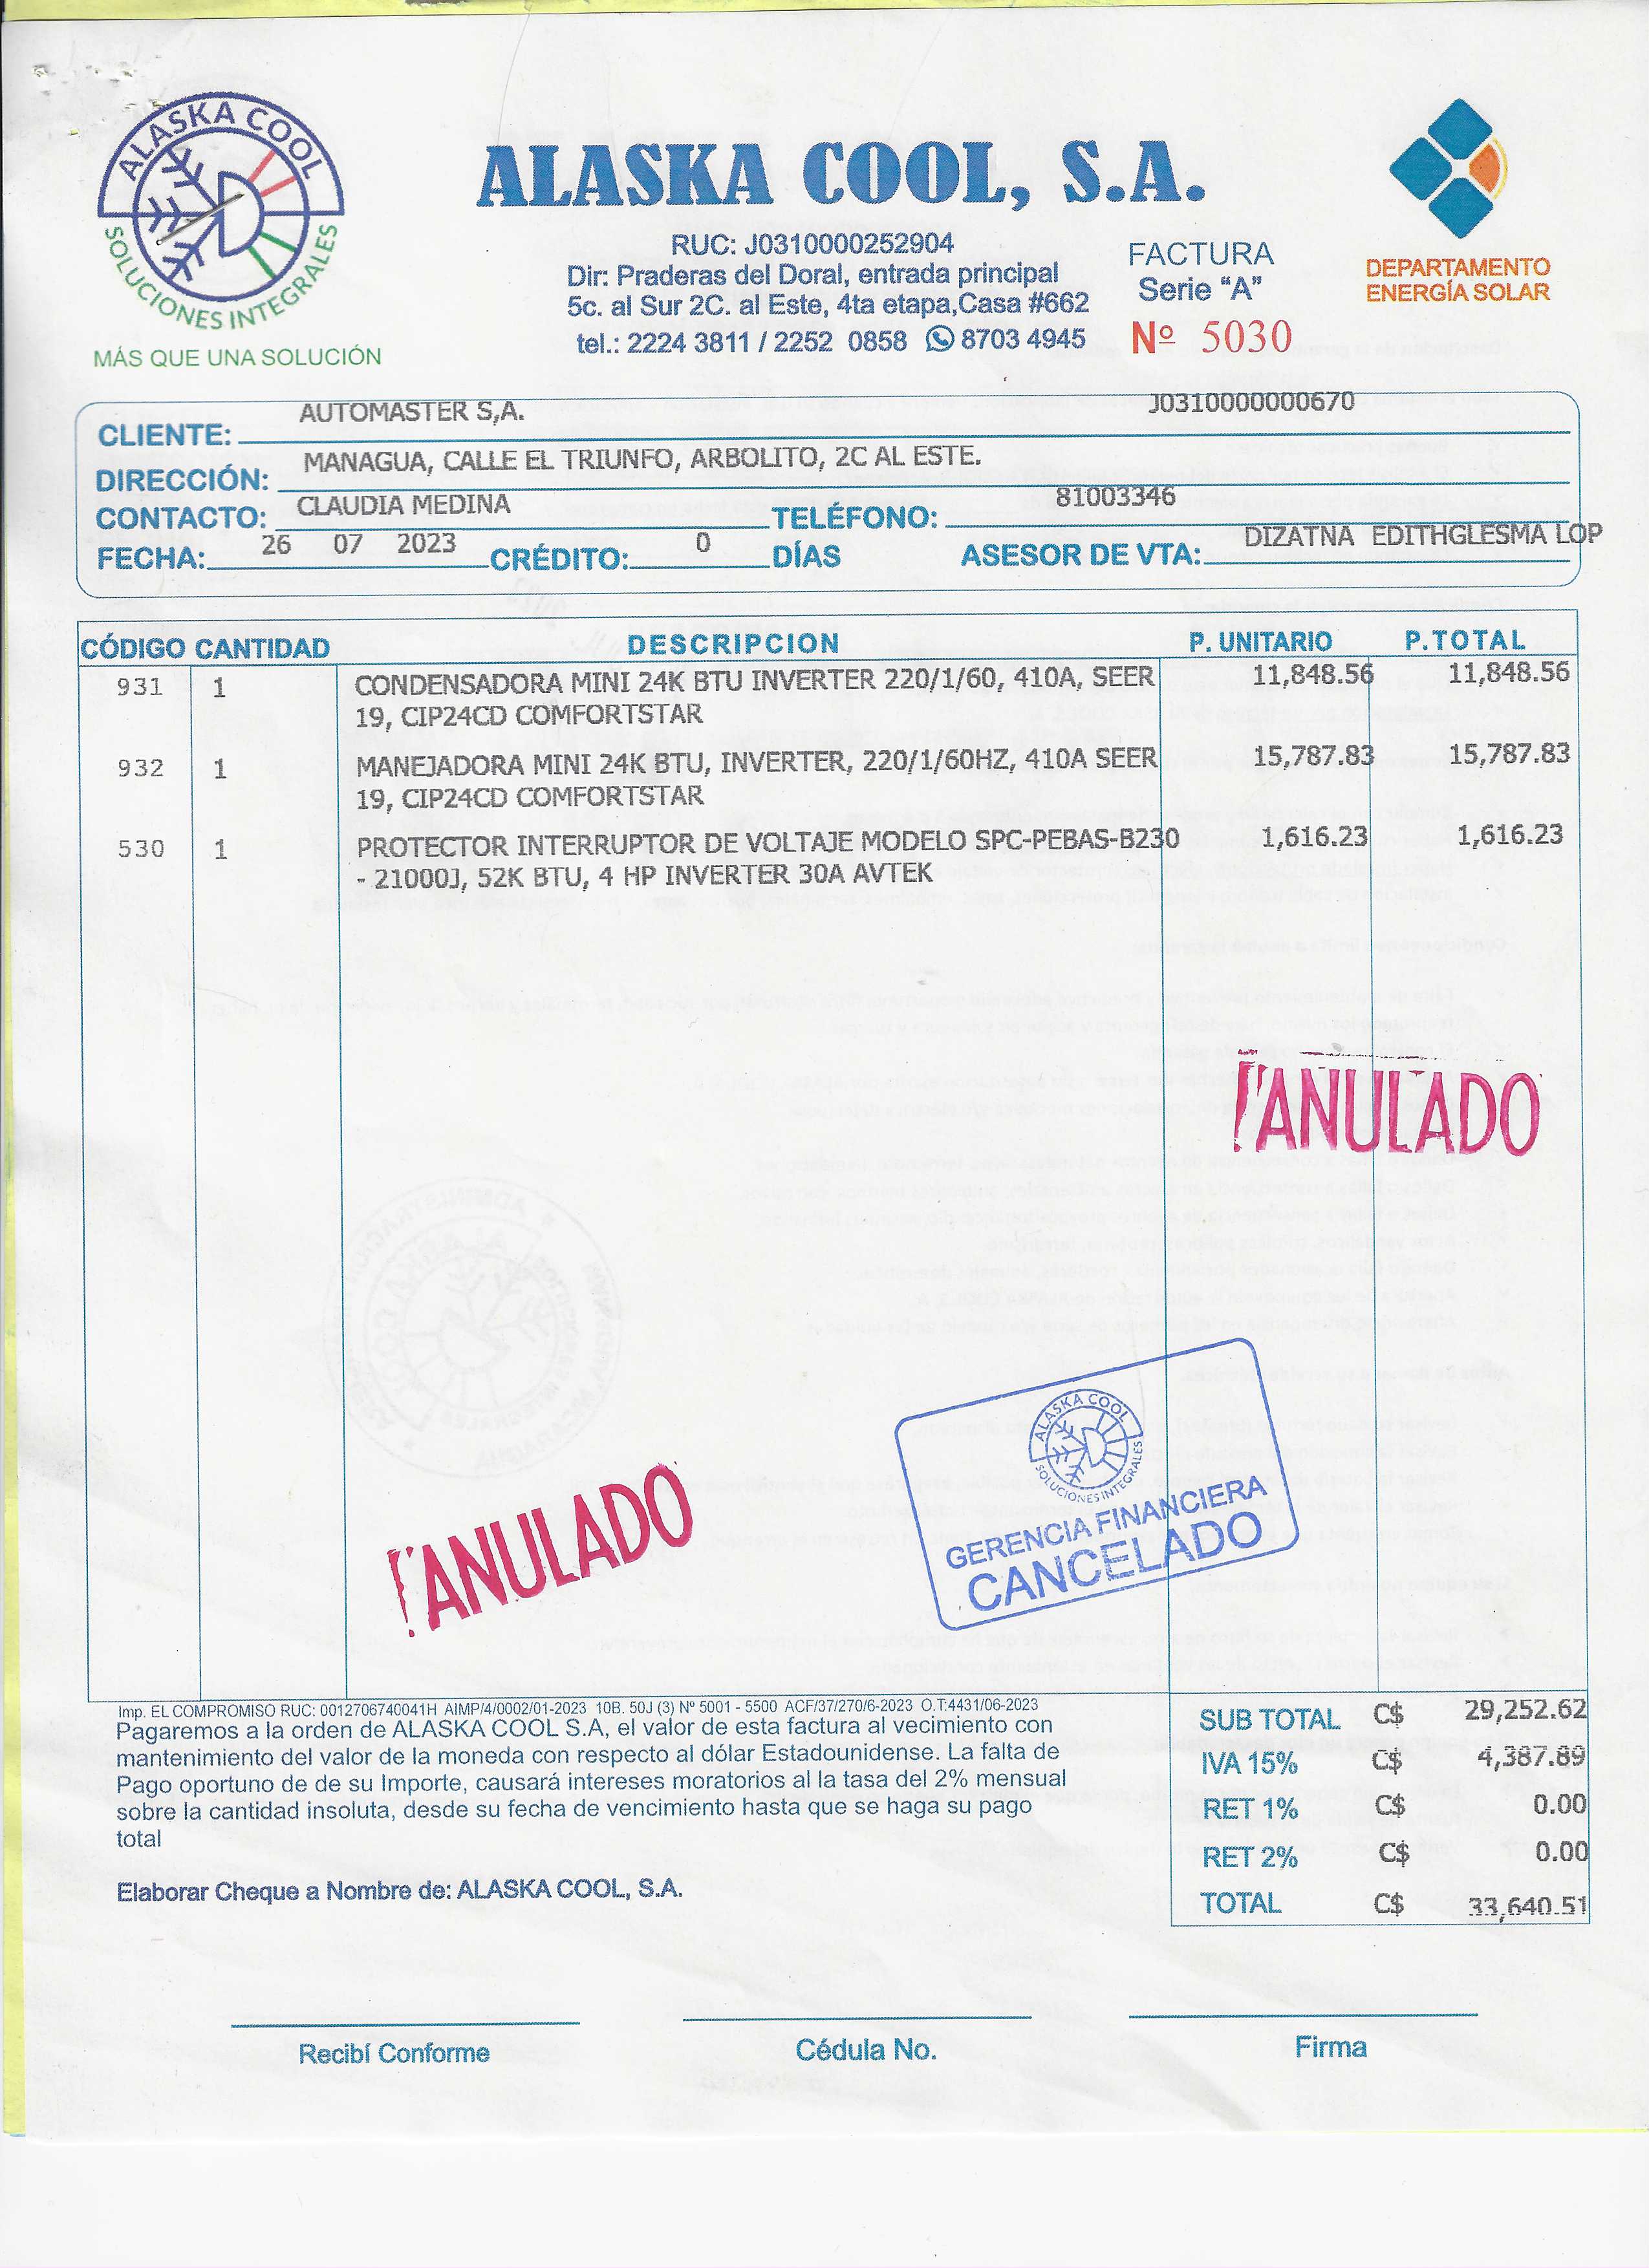 ALASKA COOL
SOLUCIONES INTEGRALES
MÁS QUE UNA SOLUCIÓN
ALASKA COOL, S.A.
RUC: J0310000252904
Dir: Praderas del Doral, entrada principal
5c. al Sur 2C. al Este, 4ta etapa,Casa #662
tel.: 2224 3811 / 2252 0858 8703 4945
FACTURA
Serie "A"
Nº 5030
DEPARTAMENTO
ENERGÍA SOLAR
CLIENTE: AUTOMASTER S,A. J0310000000670
DIRECCIÓN: MANAGUA, CALLE EL TRIUNFO, ARBOLITO, 2C AL ESTE.
CONTACTO: CLAUDIA MEDINA TELÉFONO: 81003346
FECHA: 26 07 2023 CRÉDITO: 0 DÍAS ASESOR DE VTA: DIZATNA EDITHGLESMA LOP
CÓDIGO CANTIDAD DESCRIPCION P. UNITARIO P.TOTAL
931 1 CONDENSADORA MINI 24K BTU INVERTER 220/1/60, 410A, SEER 11,848.56 11,848.56
19, CIP24CD COMFORTSTAR
932 1 MANEJADORA MINI 24K BTU, INVERTER, 220/1/60HZ, 410A SEER 15,787.83 15,787.83
19, CIP24CD COMFORTSTAR
530 1 PROTECTOR INTERRUPTOR DE VOLTAJE MODELO SPC-PEBAS-B230 1,616.23 1,616.23
- 21000J, 52K BTU, 4 HP INVERTER 30A AVTEK
ANULADO
ALASKA COOL
SOLUCIONES INTEGRALES
GERENCIA FINANCIERA
CANCELADO
ANULADO
Imp. EL COMPROMISO RUC: 0012706740041H AIMP/4/0002/01-2023 10B. 50J (3) Nº 5001 - 5500 ACF/37/270/6-2023 O.T:4431/06-2023
Pagaremos a la orden de ALASKA COOL S.A, el valor de esta factura al vecimiento con
mantenimiento del valor de la moneda con respecto al dólar Estadounidense. La falta de
Pago oportuno de de su Importe, causará intereses moratorios al la tasa del 2% mensual
sobre la cantidad insoluta, desde su fecha de vencimiento hasta que se haga su pago
total
Elaborar Cheque a Nombre de: ALASKA COOL, S.A.
SUB TOTAL C$ 29,252.62
IVA 15% C$ 4,387.89
RET 1% C$ 0.00
RET 2% C$ 0.00
TOTAL C$ 33,640.51
Recibí Conforme
Cédula No.
Firma